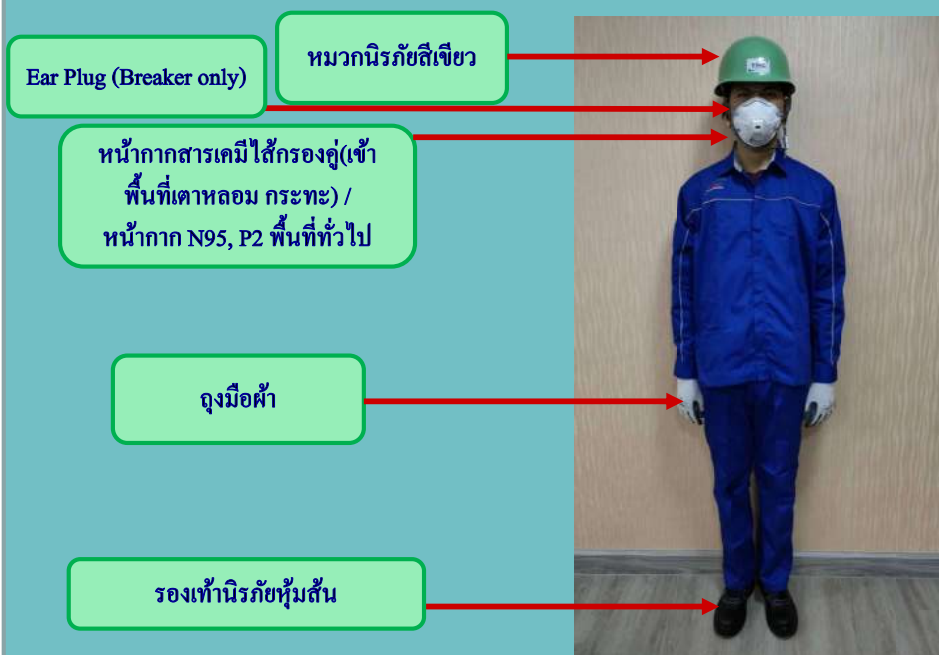 หมวกนิรภัยสีเขียว
Ear Plug (Breaker only)
หน้ากากสารเคมีไส้กรองคู่(เข้า
พื้นที่เตาหลอม กระทะ) /
หน้ากาก N95, P2 พื้นที่ทั่วไป
ถุงมือผ้า
รองเท้านิรภัยหุ้มส้น